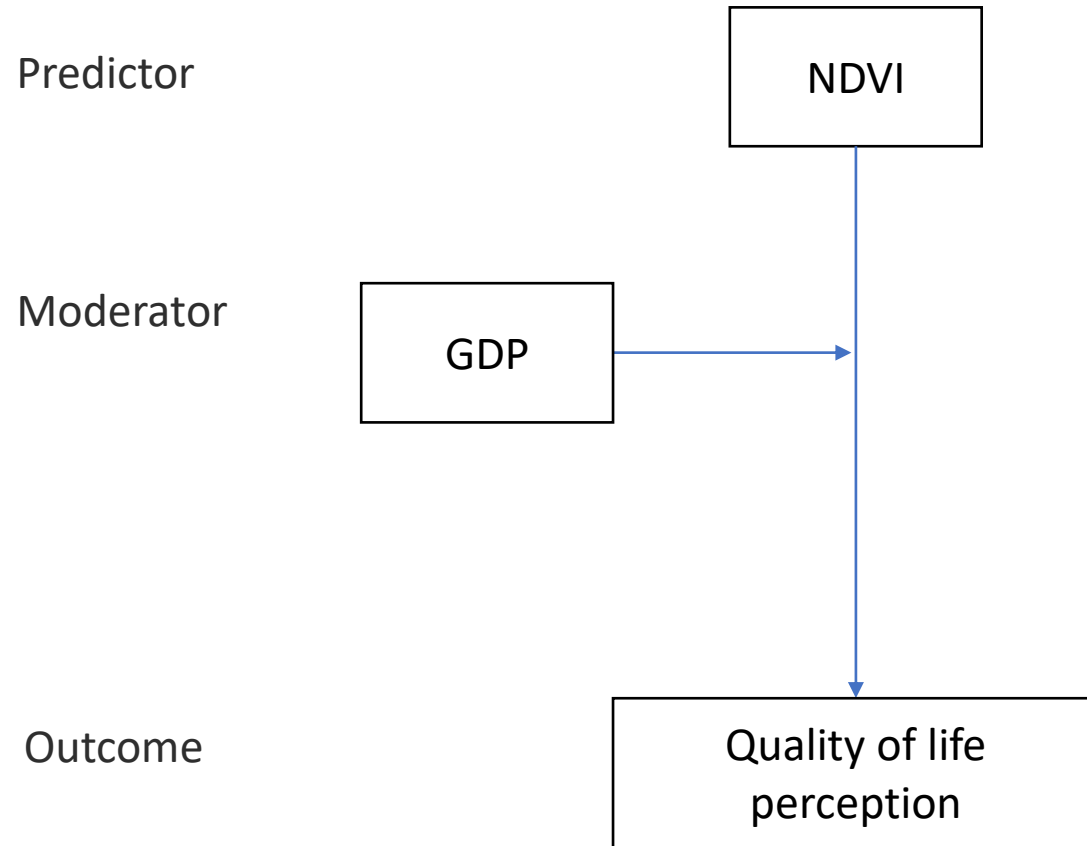 Predictor
NDVI
Moderator
GDP
Outcome
Quality of life
perception